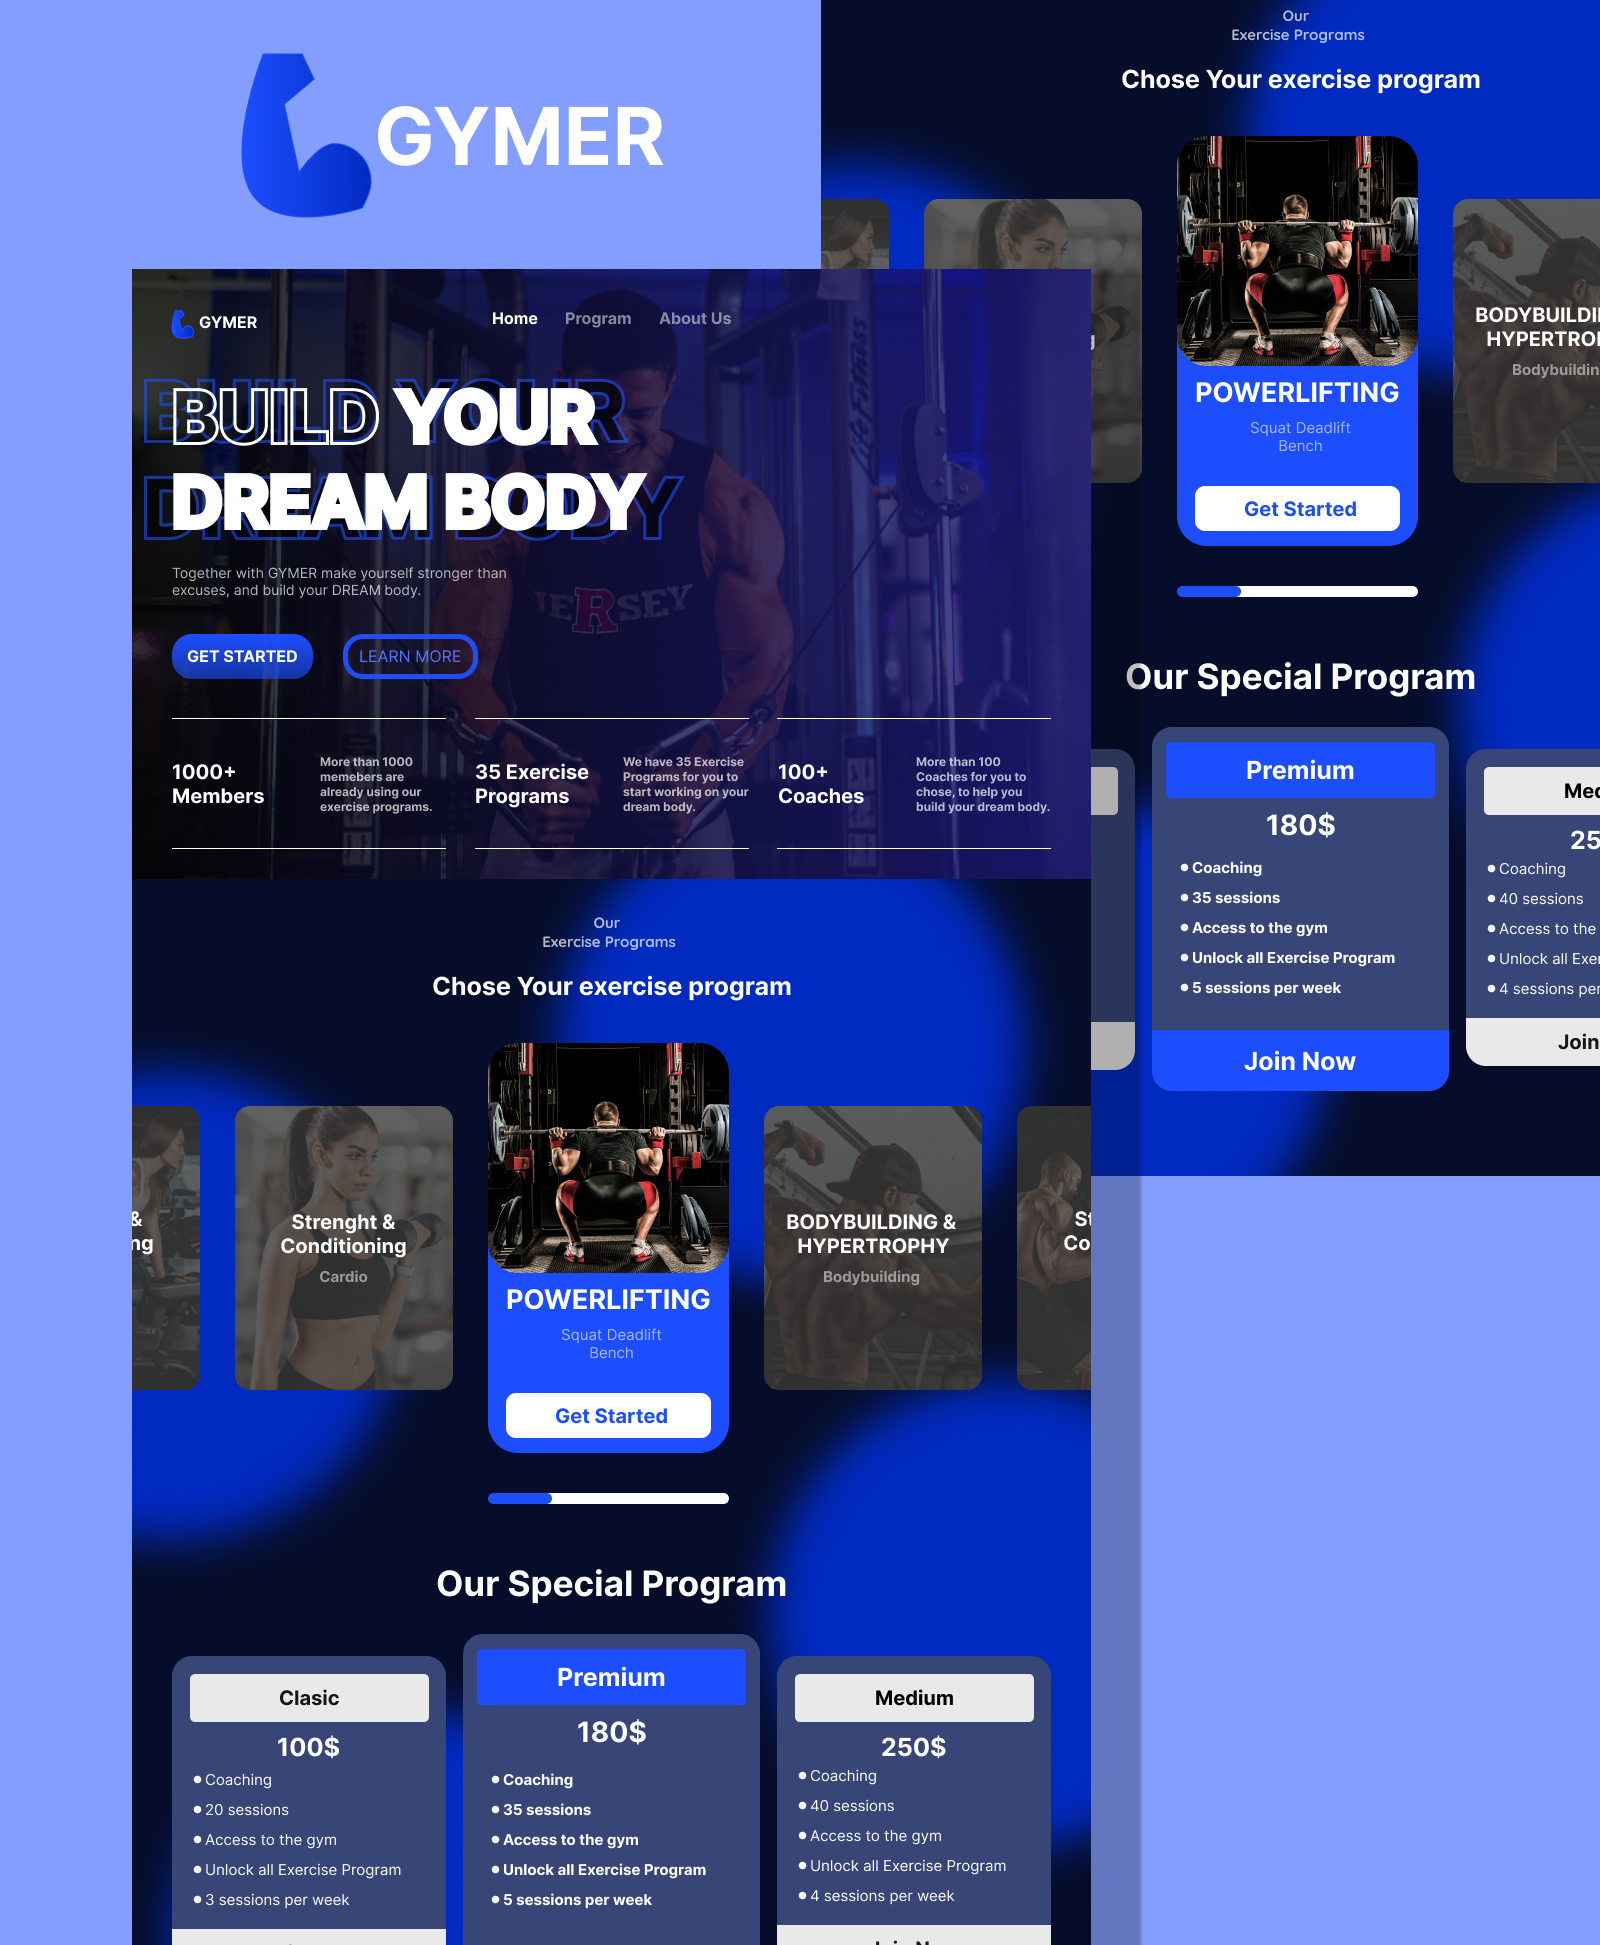 GYMER
GYMER
Home
Program
About Us
BUILD YOUR
DREAM BODY
Together with GYMER make yourself stronger than
excuses, and build your DREAM body.
GET STARTED
LEARN MORE
1000+
Members
More than 1000
memebers are
already using our
exercise programs.
35 Exercise
Programs
We have 35 Exercise
Programs for you to
start working on your
dream body.
100+
Coaches
More than 100
Coaches for you to
chose, to help you
build your dream body.
JERSEY
Our
Exercise Programs
Chose Your exercise program
&
ng
Strenght &
Conditioning
Cardio
POWERLIFTING
Squat Deadlift
Bench
Get Started
BODYBUILDING &
HYPERTROPHY
Bodybuilding
St
Co
Our Special Program
Clasic
100$
Coaching
20 sessions
Access to the gym
Unlock all Exercise Program
3 sessions per week
Premium
180$
Coaching
35 sessions
Access to the gym
Unlock all Exercise Program
5 sessions per week
Medium
250$
Coaching
40 sessions
Access to the gym
Unlock all Exercise Program
4 sessions per week
Our
Exercise Programs
Chose Your exercise program
g
POWERLIFTING
Squat Deadlift
Bench
Get Started
BODYBUILDI
HYPERTRO
Bodybuildin
Our Special Program
Premium
180$
Coaching
35 sessions
Access to the gym
Unlock all Exercise Program
5 sessions per week
Join Now
Med
25
Coaching
40 sessions
Access to the
Unlock all Exer
4 sessions per
Join